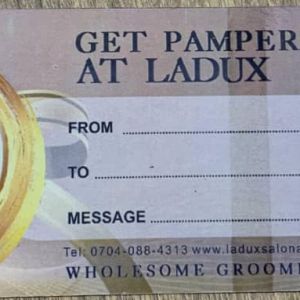 GET PAMPER
AT LADUX
FROM
TO
MESSAGE
Tel: 0704-088-4313 www.laduxsalona
WHOLESOME GROOM